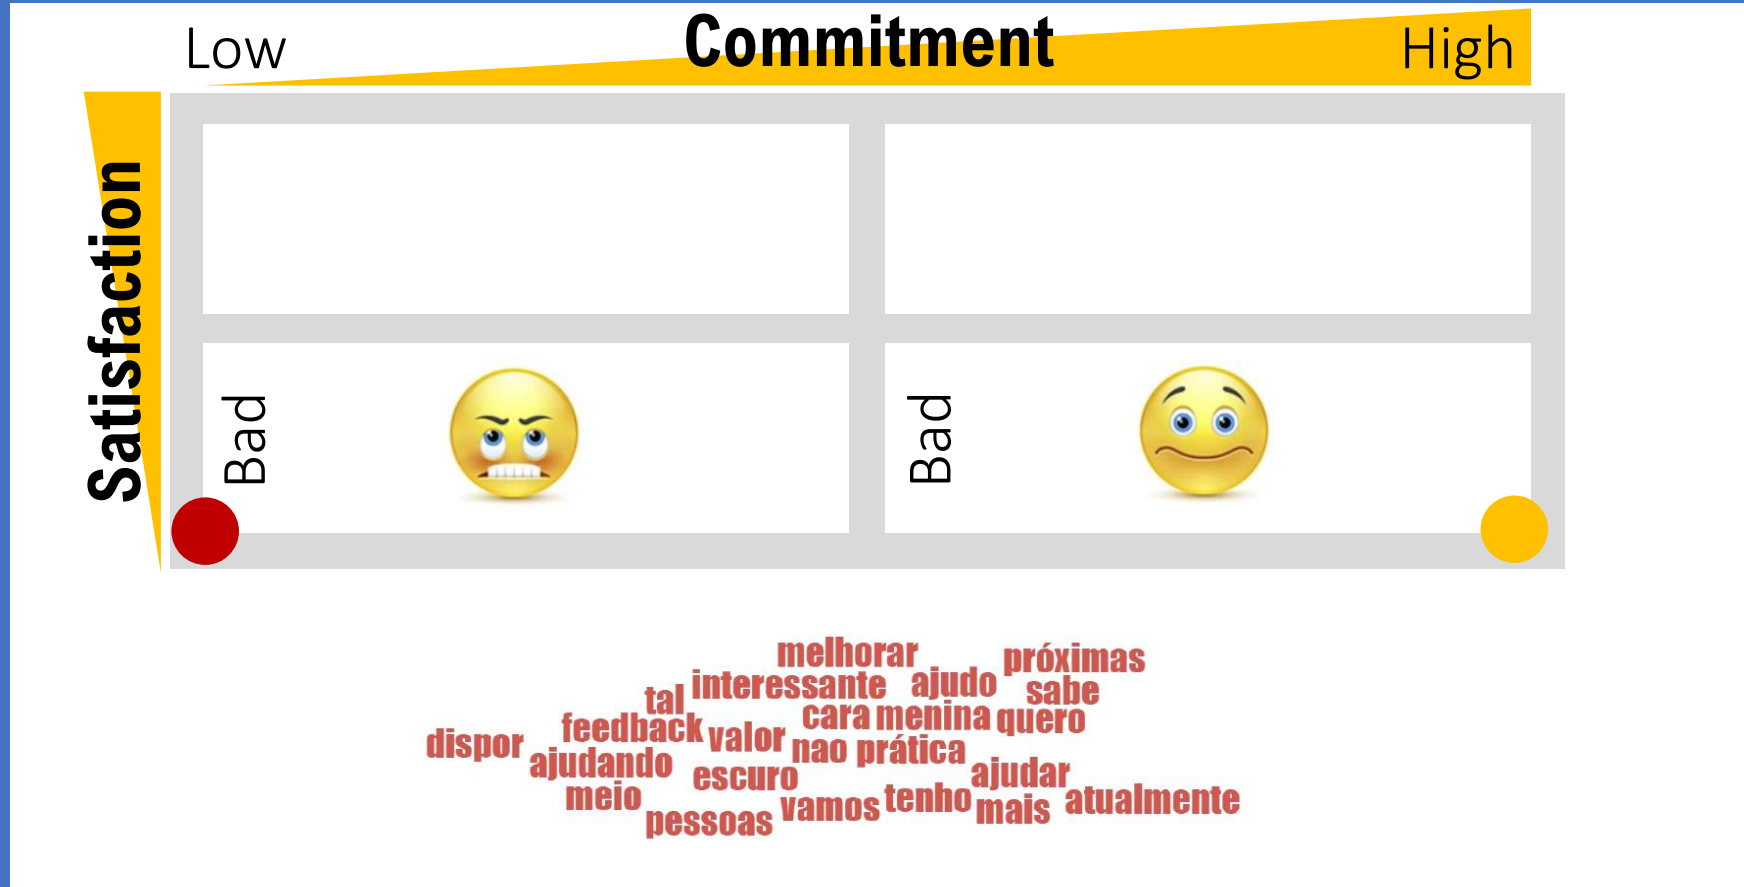 Low
Commitment
High
Satisfaction
Bad
Bad
melhorar
próximas
interessante
ajudo
sabe
tal
cara
menina
quero
feedback
valor
dispor
nao
prática
ajudando
escuro
ajudar
meio
vamos
tenho
mais
atualmente
pessoas